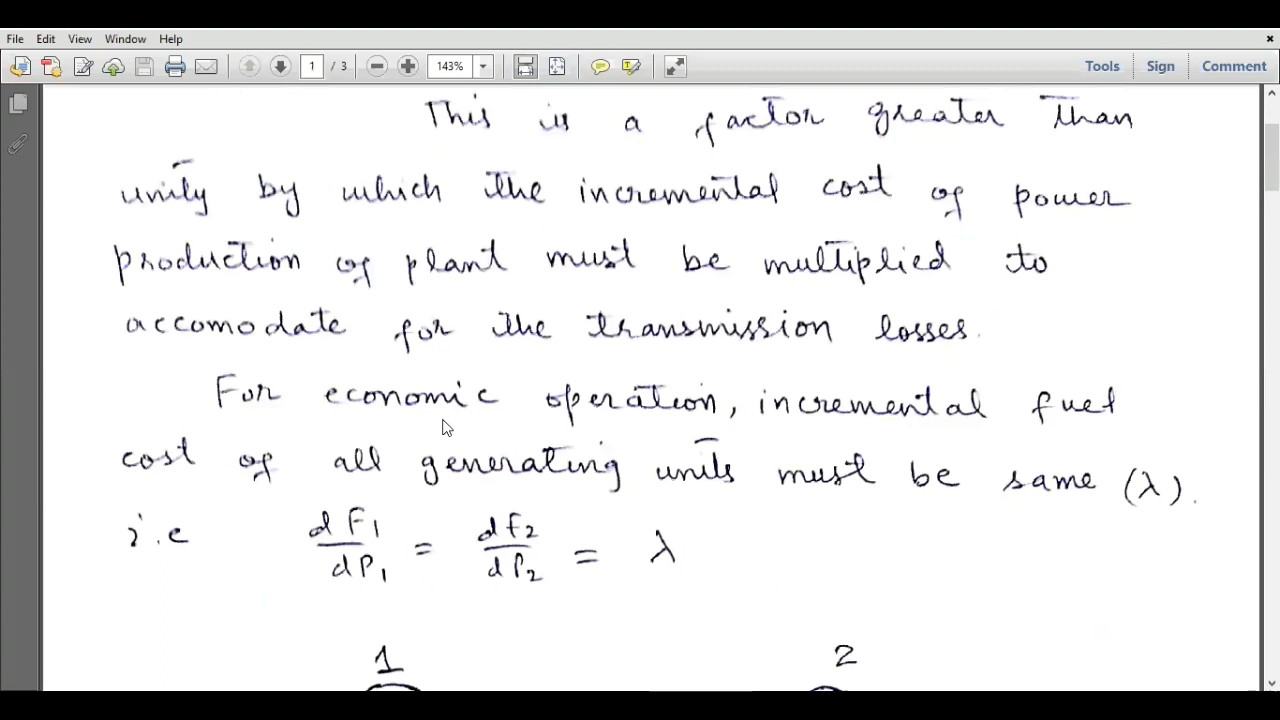 File Edit View Window Help
1 / 3 143% Tools Sign Comment
This is a factor greater than
unity by which the incremental cost of power
production of plant must be multiplied to
accomodate for the transmission losses.
For economic operation, incremental fuel
cost of all generating units must be same (λ).
i.e dF1/dP1 = dF2/dP2 = λ
1 2